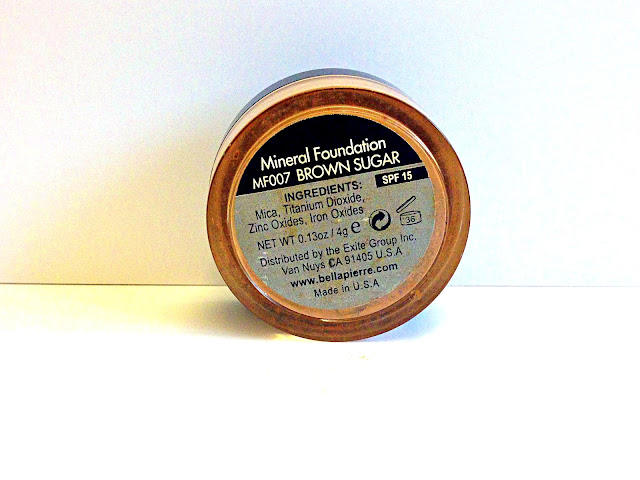 Mineral Foundation
MF007 BROWN SUGAR
SPF 15
INGREDIENTS:
Mica, Titanium Dioxide,
Zinc Oxides, Iron Oxides
NET WT 0.13oz / 4g e
36
Distributed by the Exite Group Inc.
Van Nuys CA 91405 U.S.A
www.bellapierre.com
Made in U.S.A